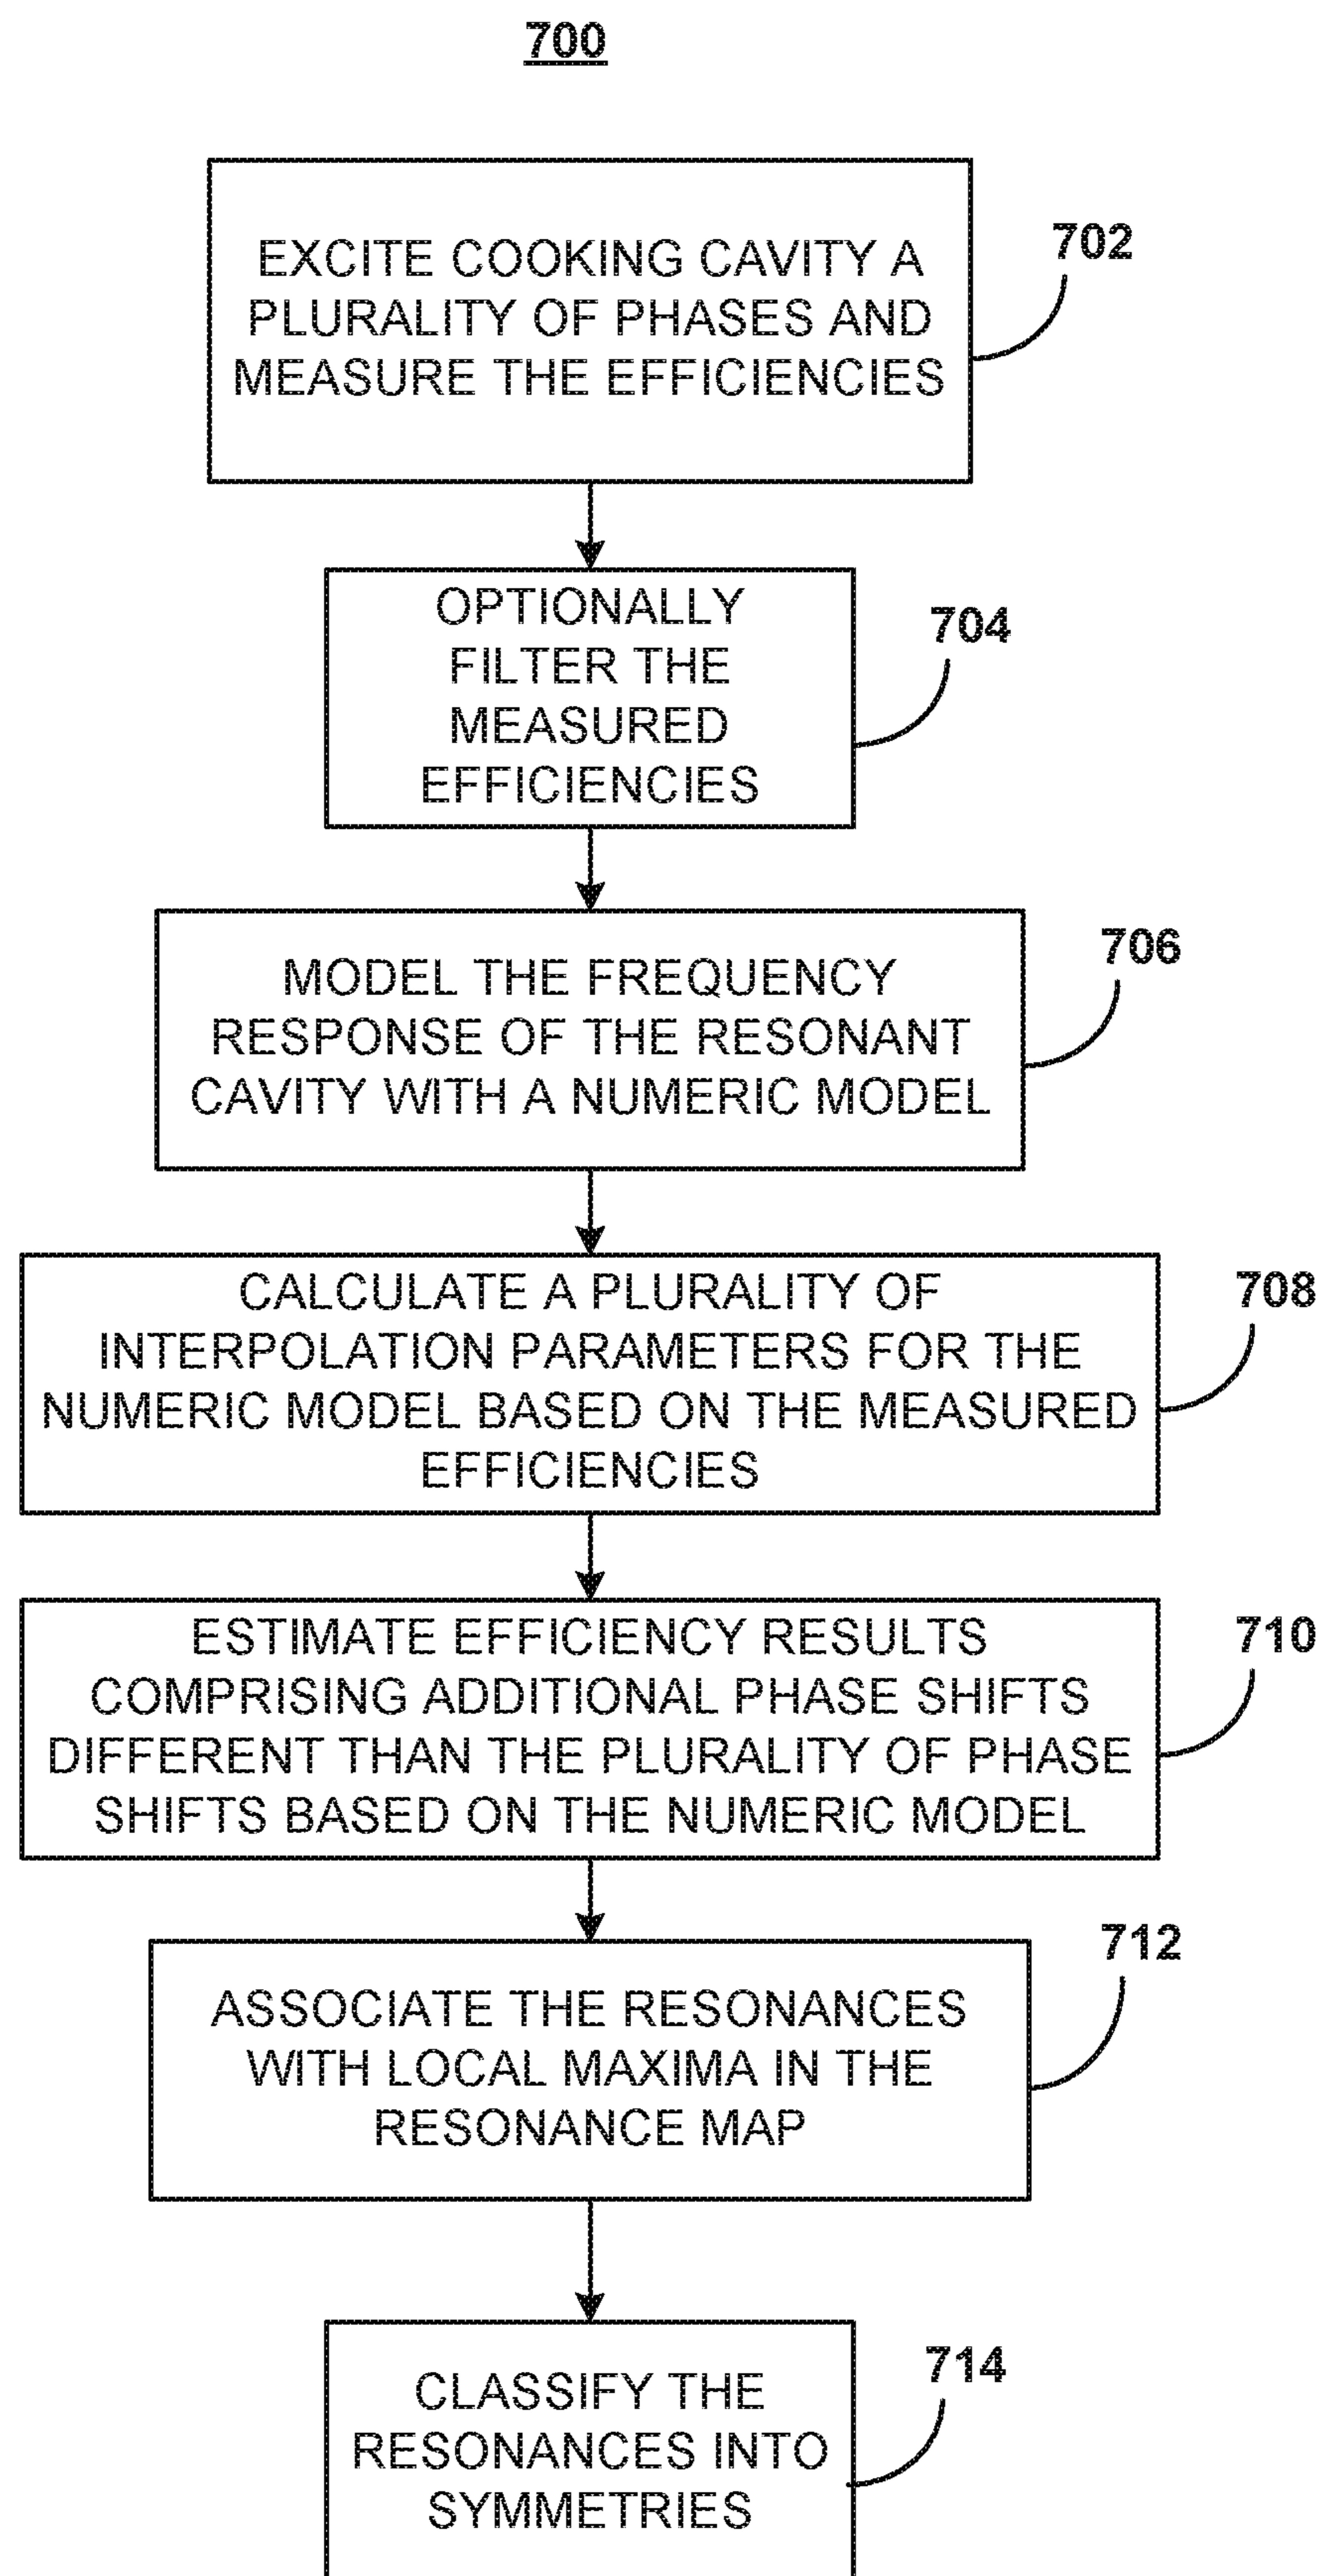 700
EXCITE COOKING CAVITY A
PLURALITY OF PHASES AND
MEASURE THE EFFICIENCIES
702
OPTIONALLY
FILTER THE
MEASURED
EFFICIENCIES
704
MODEL THE FREQUENCY
RESPONSE OF THE RESONANT
CAVITY WITH A NUMERIC MODEL
706
CALCULATE A PLURALITY OF
INTERPOLATION PARAMETERS FOR THE
NUMERIC MODEL BASED ON THE MEASURED
EFFICIENCIES
708
ESTIMATE EFFICIENCY RESULTS
COMPRISING ADDITIONAL PHASE SHIFTS
DIFFERENT THAN THE PLURALITY OF PHASE
SHIFTS BASED ON THE NUMERIC MODEL
710
ASSOCIATE THE RESONANCES
WITH LOCAL MAXIMA IN THE
RESONANCE MAP
712
CLASSIFY THE
RESONANCES INTO
SYMMETRIES
714